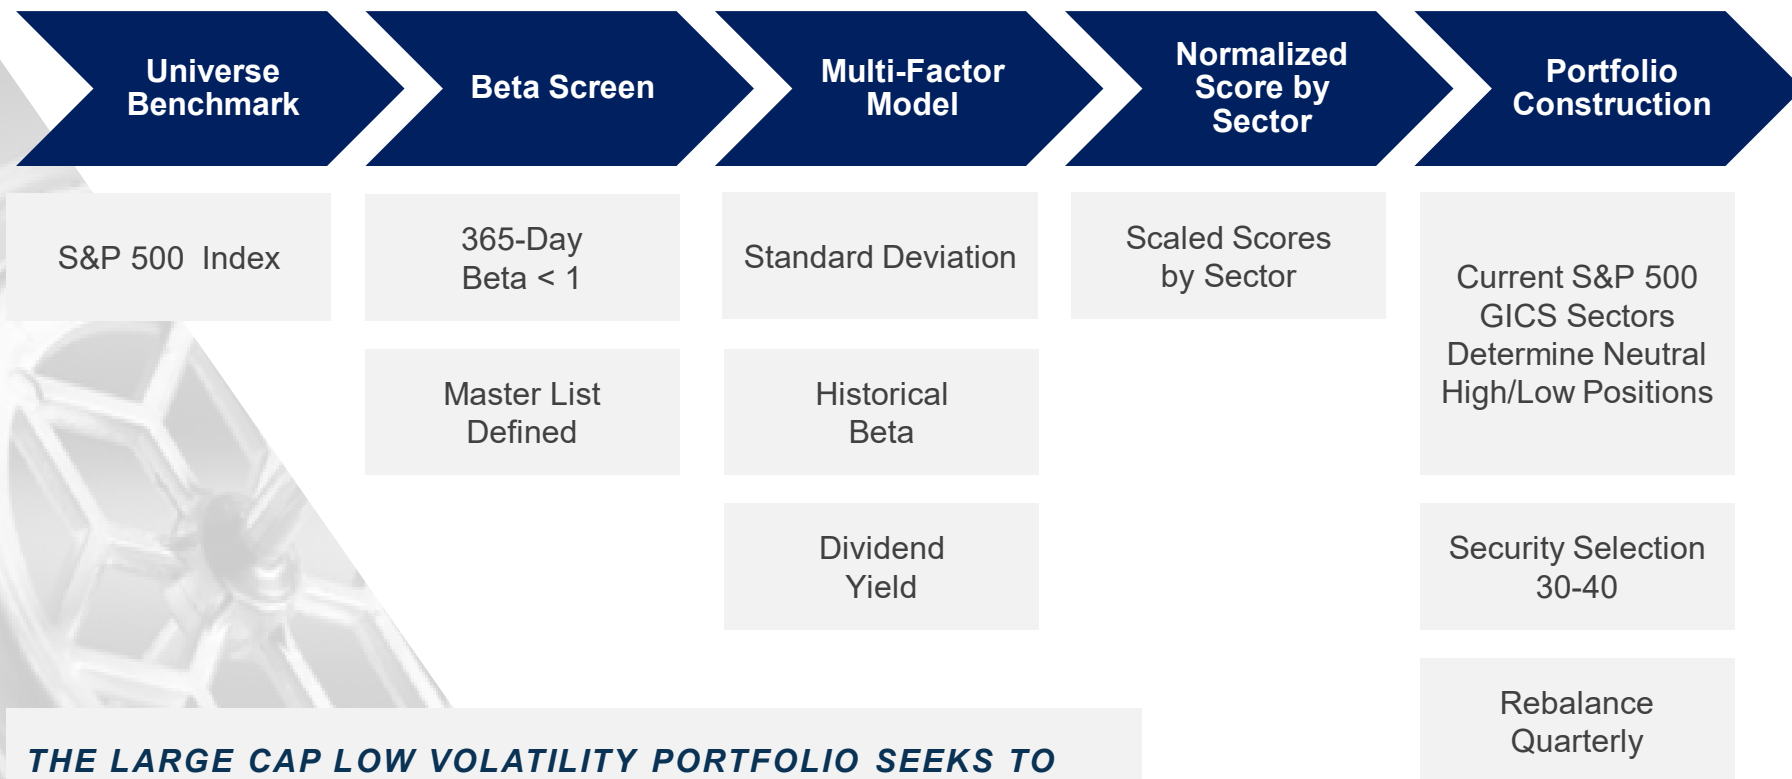 Universe
Benchmark
Beta Screen
Multi-Factor
Model
Normalized
Score by
Sector
Portfolio
Construction
S&P 500 Index
365-Day
Beta < 1
Master List
Defined
Standard Deviation
Historical
Beta
Dividend
Yield
Scaled Scores
by Sector
Current S&P 500
GICS Sectors
Determine Neutral
High/Low Positions
Security Selection
30-40
Rebalance
Quarterly
THE LARGE CAP LOW VOLATILITY PORTFOLIO SEEKS TO